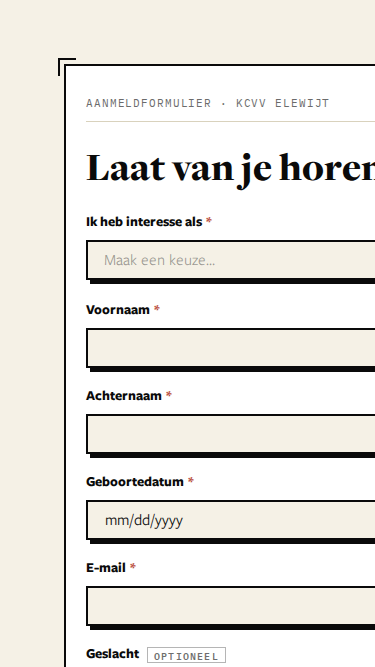 AANMELDFORMULIER · KCVV ELEWIJT
Laat van je horen
Ik heb interesse als *
Maak een keuze...
Voornaam *
Achternaam *
Geboortedatum *
mm/dd/yyyy
E-mail *
Geslacht OPTIONEEL